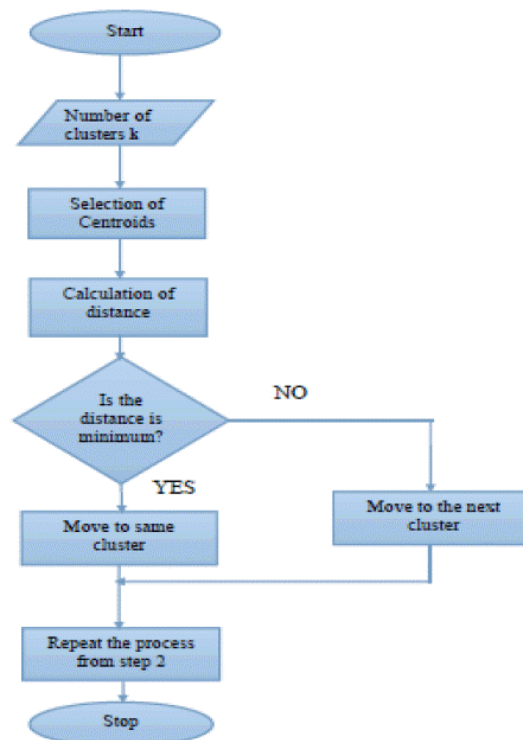 Start
Number of
clusters k
Selection of
Centroids
Calculation of
distance
Is the
distance is
minimum?
NO
YES
Move to same
cluster
Move to the next
cluster
Repeat the process
from step 2
Stop